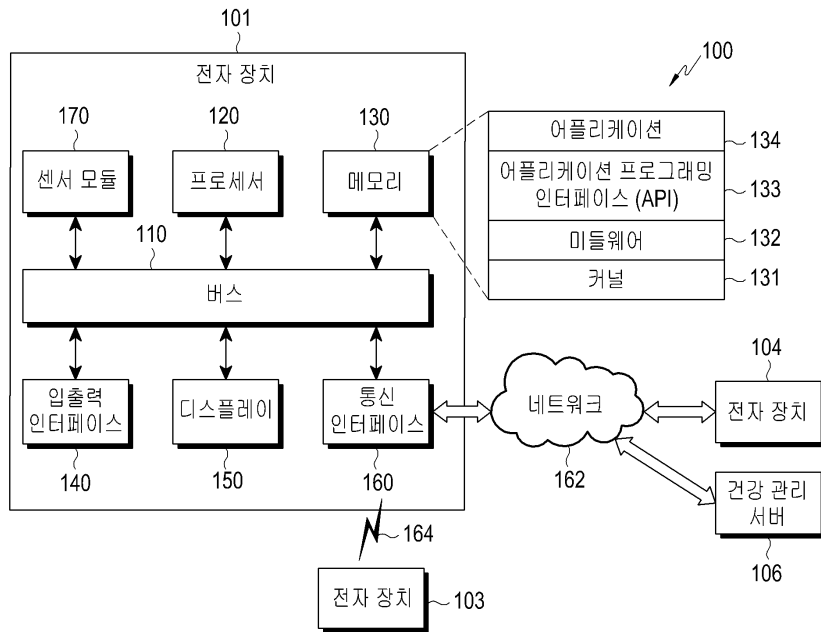 101
전자 장치
100
170
120
130
센서 모듈
프로세서
메모리
어플리케이션
134
어플리케이션 프로그래밍
인터페이스 (API)
133
미들웨어
132
커널
131
110
버스
입출력
인터페이스
디스플레이
통신
인터페이스
140
150
160
네트워크
162
104
전자 장치
건강 관리
서버
106
164
전자 장치
103